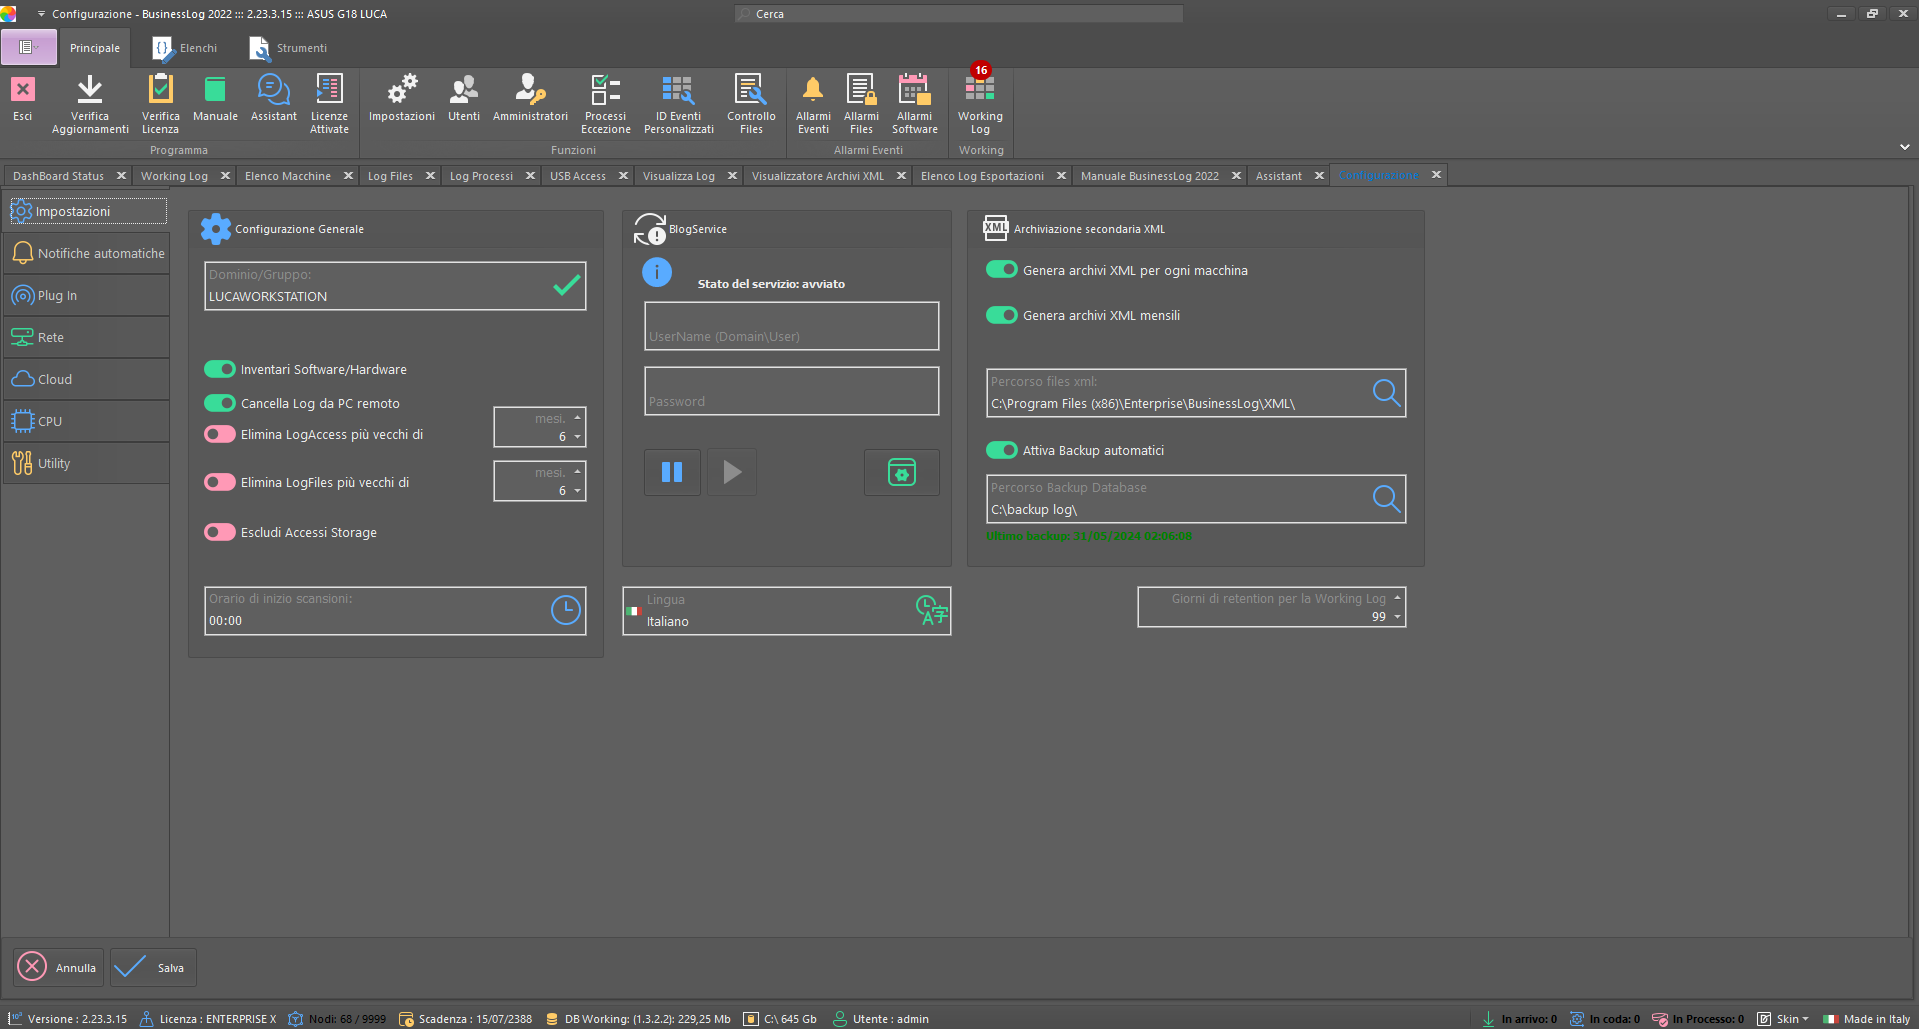 Configurazione - BusinessLog 2022 ::: 2.23.3.15 ::: ASUS G18 LUCA
Cerca
Principale
Elenchi
Strumenti
Esci
Verifica Aggiornamenti
Verifica Licenza
Manuale
Assistant
Licenze Attivate
Impostazioni
Utenti
Amministratori
Processi Eccezione
ID Eventi Personalizzati
Controllo Files
Allarmi Eventi
Allarmi Files
Allarmi Software
16
Working Log
Programma
Funzioni
Allarmi Eventi
Working
DashBoard Status
Working Log
Elenco Macchine
Log Files
Log Processi
USB Access
Visualizza Log
Visualizzatore Archivi XML
Elenco Log Esportazioni
Manuale BusinessLog 2022
Assistant
Configurazione
Impostazioni
Notifiche automatiche
Plug In
Rete
Cloud
CPU
Utility
Configurazione Generale
Dominio/Gruppo:
LUCAWORKSTATION
Inventari Software/Hardware
Cancella Log da PC remoto
Elimina LogAccess più vecchi di
mesi.
6
Elimina LogFiles più vecchi di
mesi.
6
Escludi Accessi Storage
Orario di inizio scansioni:
00:00
BlogService
Stato del servizio: avviato
UserName (Domain\User)
Password
Lingua
Italiano
XML
Archiviazione secondaria XML
Genera archivi XML per ogni macchina
Genera archivi XML mensili
Percorso files xml:
C:\Program Files (x86)\Enterprise\BusinessLog\XML\
Attiva Backup automatici
Percorso Backup Database
C:\backup log\
Ultimo backup: 31/05/2024 02:06:08
Giorni di retention per la Working Log
99
Annulla
Salva
Versione : 2.23.3.15
Licenza : ENTERPRISE X
Nodi: 68 / 9999
Scadenza : 15/07/2388
DB Working: (1.3.2.2): 229,25 Mb
C:\ 645 Gb
Utente : admin
In arrivo: 0
In coda: 0
In Processo: 0
Skin
Made in Italy